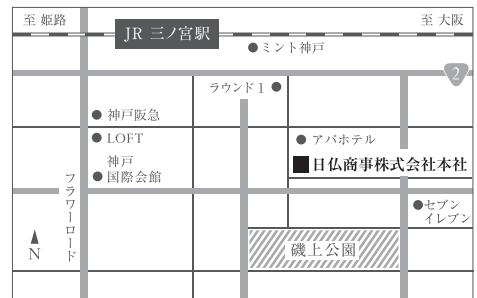 至 姫路
至 大阪
JR 三ノ宮駅
ミント神戸
2
ラウンド1
神戸阪急
LOFT
神戸
国際会館
アパホテル
日仏商事株式会社本社
フラワーロード
セブン
イレブン
磯上公園
N